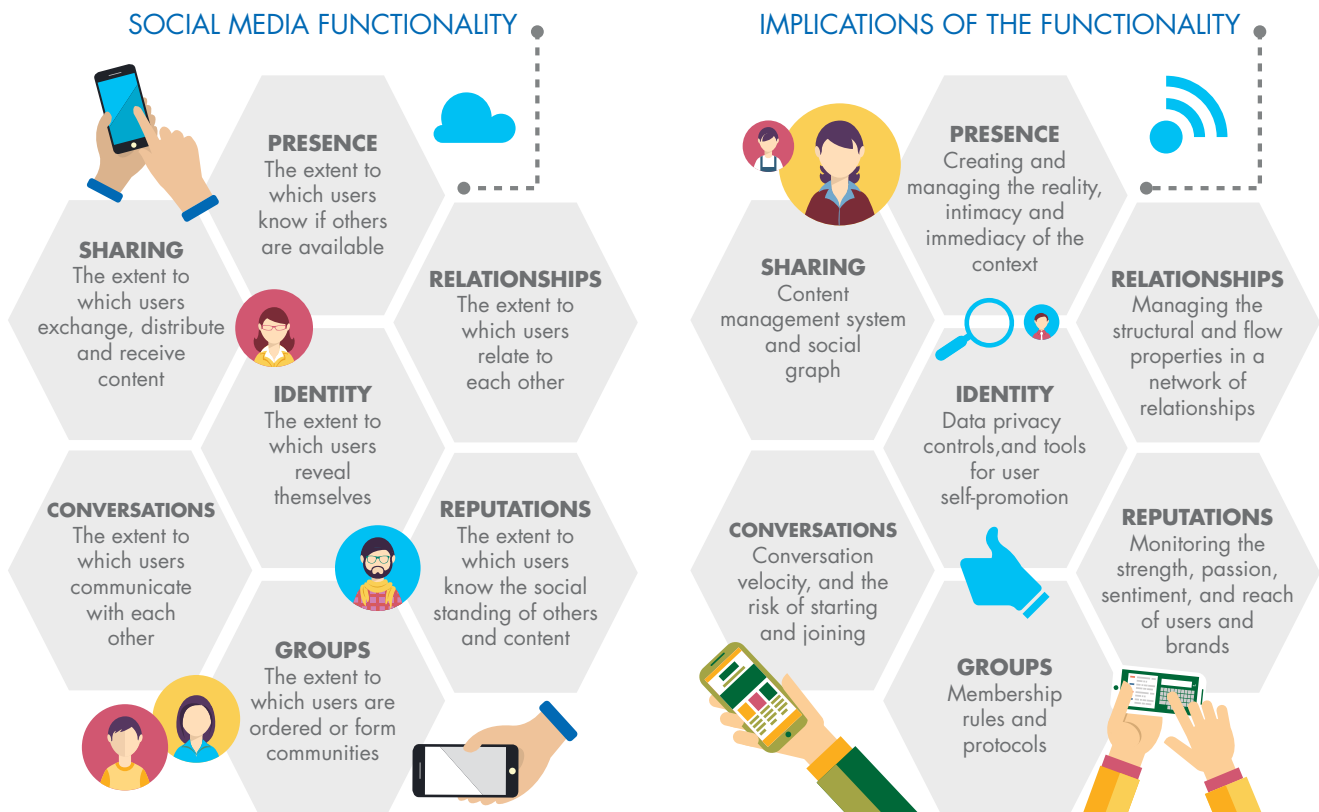 SOCIAL MEDIA FUNCTIONALITY
PRESENCE
The extent to
which users
know if others
are available
SHARING
The extent to
which users
exchange, distribute
and receive
content
RELATIONSHIPS
The extent to
which users
relate to
each other
IDENTITY
The extent to
which users
reveal
themselves
CONVERSATIONS
The extent to
which users
communicate
with each
other
REPUTATIONS
The extent to
which users
know the social
standing of others
and content
GROUPS
The extent to
which users are
ordered or form
communities
IMPLICATIONS OF THE FUNCTIONALITY
PRESENCE
Creating and
managing the reality,
intimacy and
immediacy of the
context
SHARING
Content
management system
and social
graph
RELATIONSHIPS
Managing the
structural and flow
properties in a
network of
relationships
IDENTITY
Data privacy
controls,and tools
for user
self-promotion
CONVERSATIONS
Conversation
velocity, and the
risk of starting
and joining
REPUTATIONS
Monitoring the
strength, passion,
sentiment, and reach
of users and
brands
GROUPS
Membership
rules and
protocols